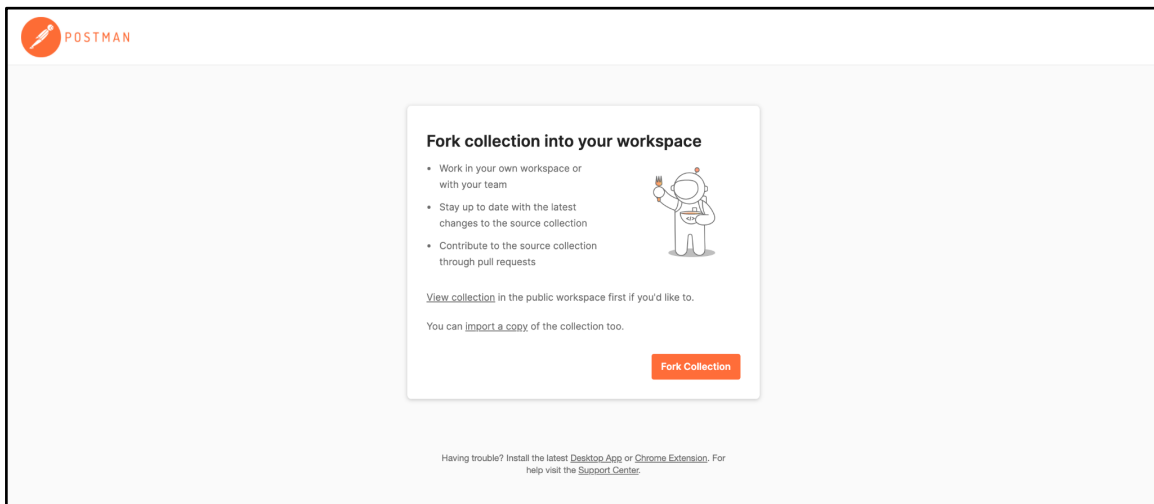 POSTMAN
Fork collection into your workspace
• Work in your own workspace or
with your team
• Stay up to date with the latest
changes to the source collection
• Contribute to the source collection
through pull requests
View collection in the public workspace first if you'd like to.
You can import a copy of the collection too.
Fork Collection
Having trouble? Install the latest Desktop App or Chrome Extension. For
help visit the Support Center.